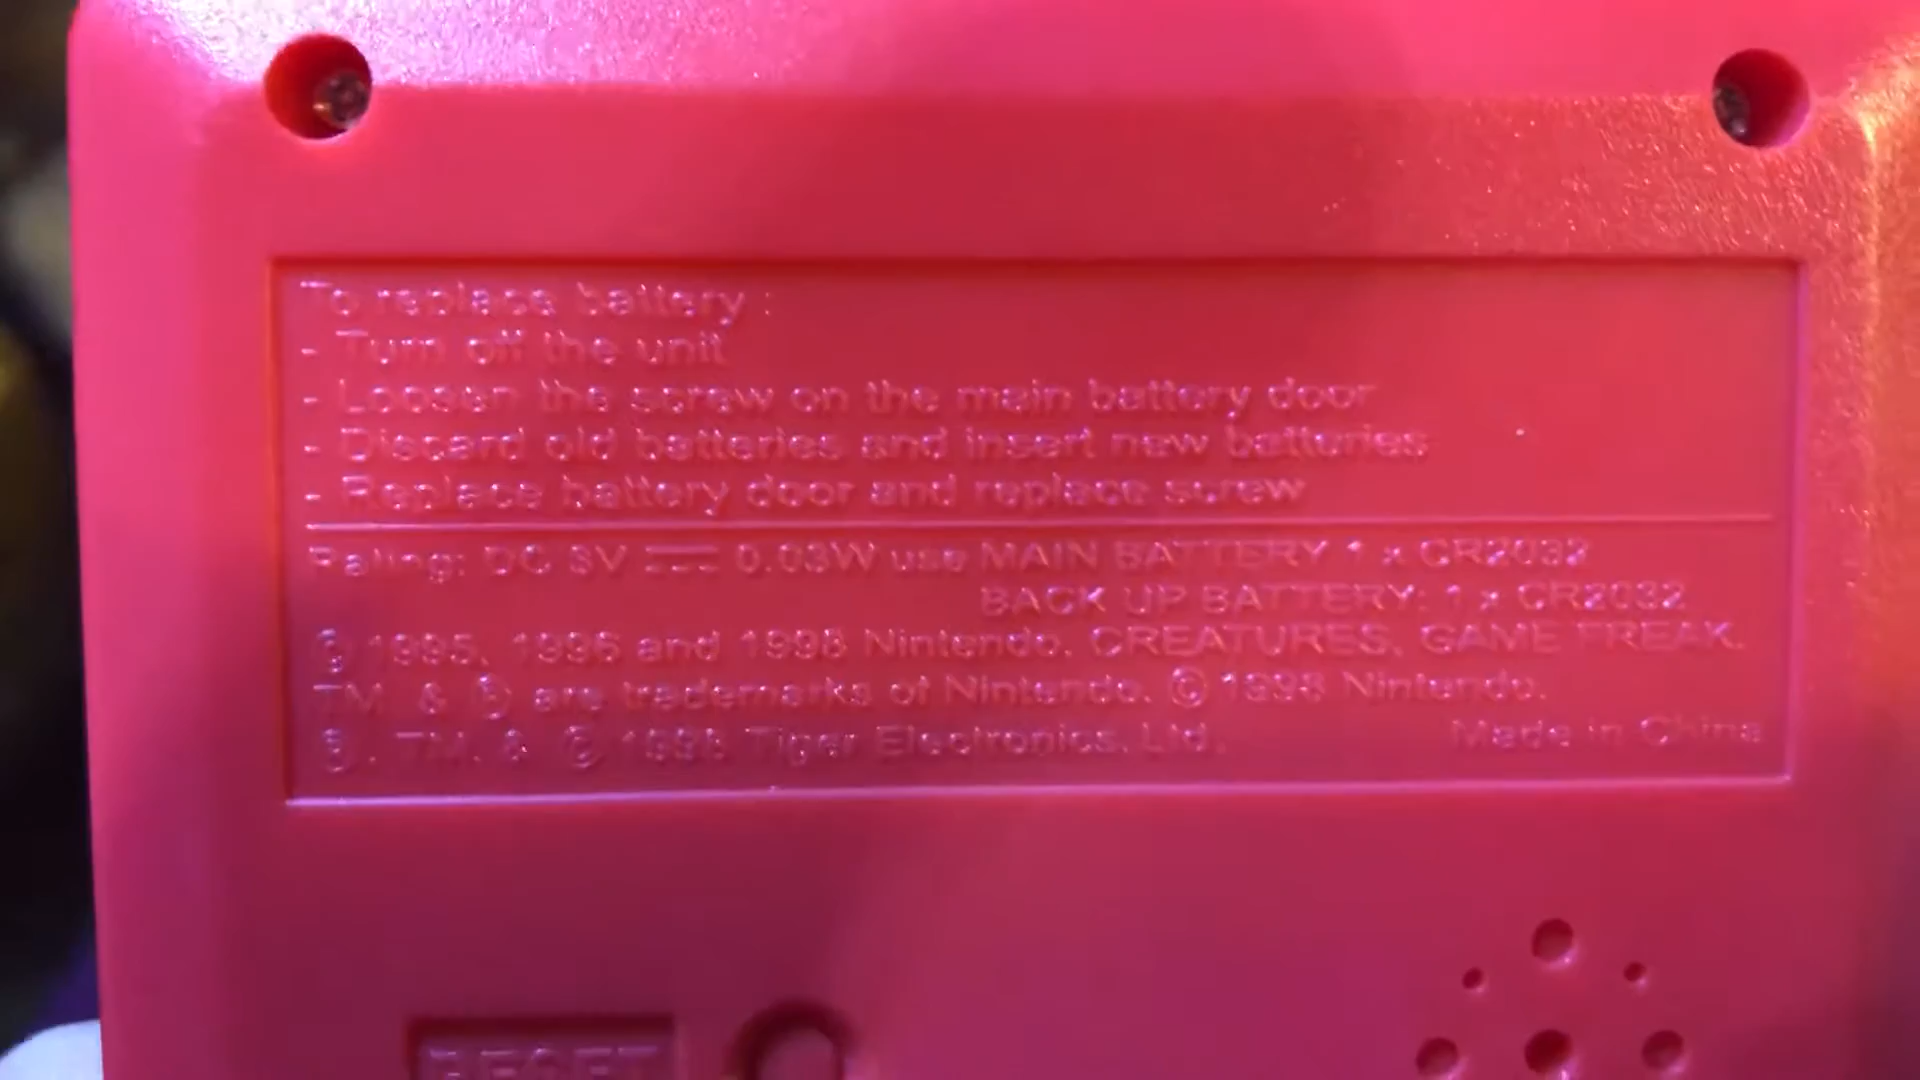 To replace battery :
- Turn off the unit
- Loosen the screw on the main battery door
- Discard old batteries and insert new batteries
- Replace battery door and replace screw
Rating: DC 3V ⎓ 0.03W use MAIN BATTERY 1 x CR2032
BACK UP BATTERY: 1 x CR2032
© 1995, 1996 and 1998 Nintendo, CREATURES, GAME FREAK.
TM & ® are trademarks of Nintendo. © 1998 Nintendo.
®, TM, & © 1998 Tiger Electronics, Ltd. Made in China
RESET